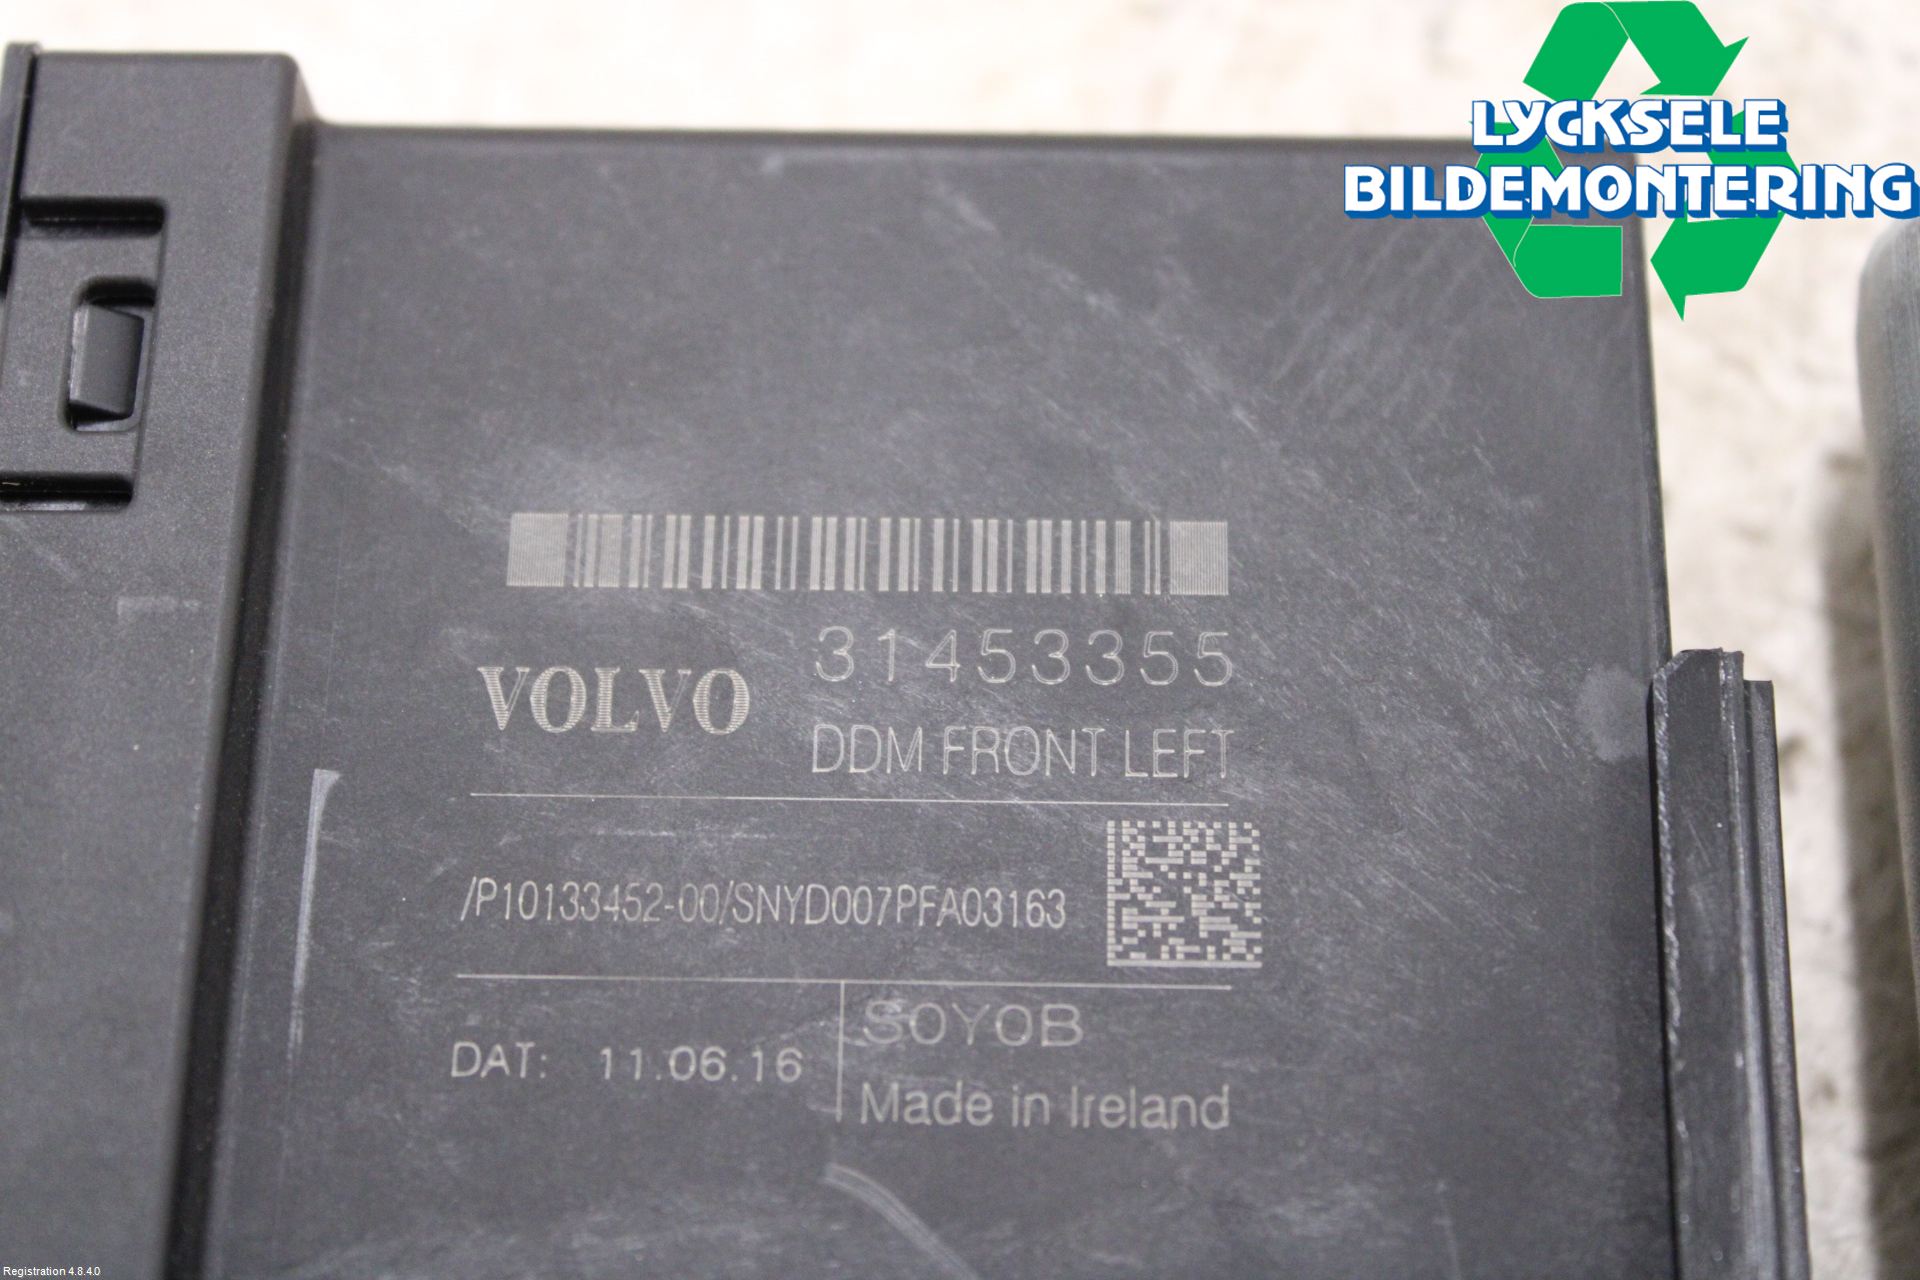 LYCKSELE
BILDEMONTERING
31453355
VOLVO
DDM FRONT LEFT
/P10133452-00/SNYD007PFA03163
DAT: 11.06.16
SOYOB
Made in Ireland
Registration 4.8.4.0